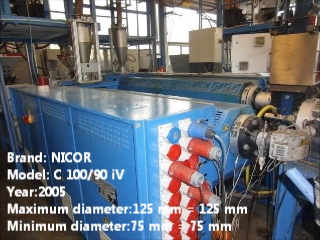 Brand: NICOR
Model: C 100/90 iV
Year:2005
Maximum diameter:125 mm = 125 mm
Minimum diameter:75 mm = 75 mm